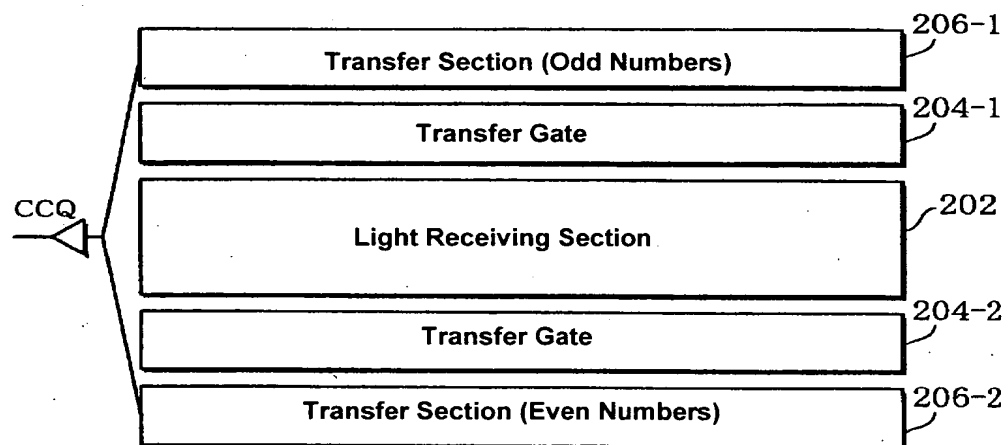 206-1
Transfer Section (Odd Numbers)
204-1
Transfer Gate
CCQ
202
Light Receiving Section
204-2
Transfer Gate
206-2
Transfer Section (Even Numbers)